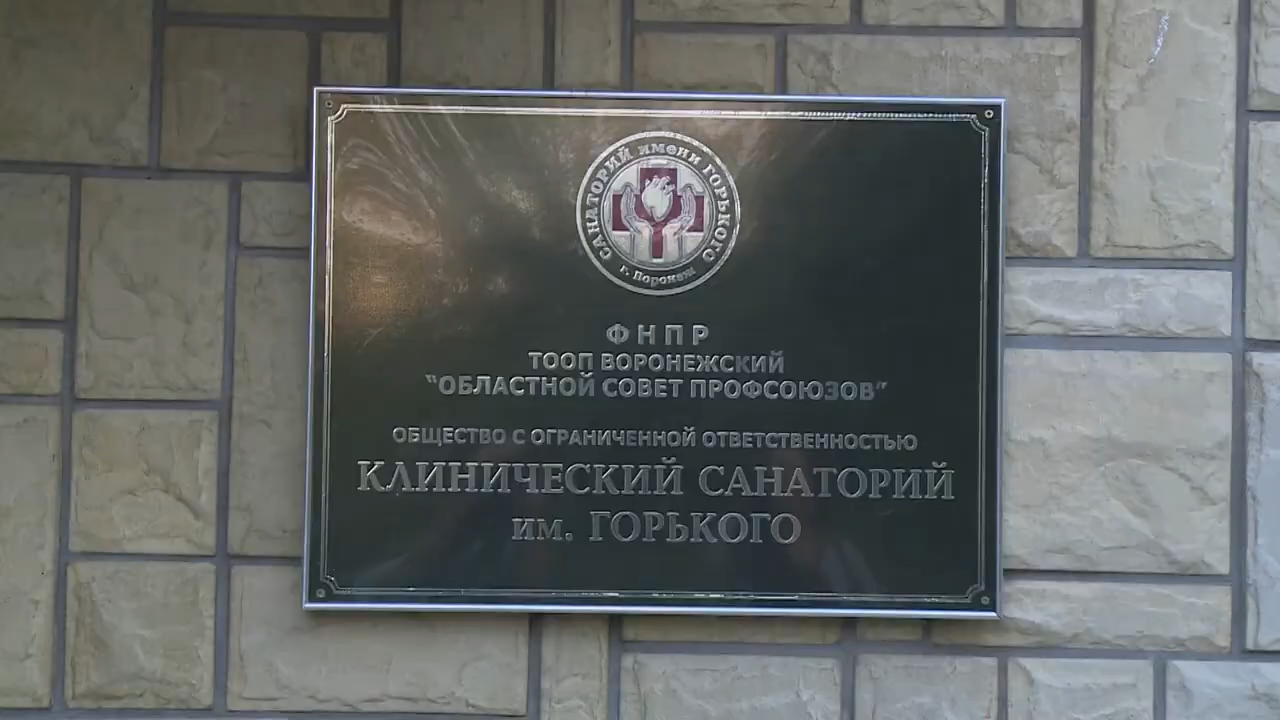 САНАТОРИЙ имени ГОРЬКОГО
г. Воронеж
ФНПР
ТООП ВОРОНЕЖСКИЙ
"ОБЛАСТНОЙ СОВЕТ ПРОФСОЮЗОВ"
ОБЩЕСТВО С ОГРАНИЧЕННОЙ ОТВЕТСТВЕННОСТЬЮ
КЛИНИЧЕСКИЙ САНАТОРИЙ
им. ГОРЬКОГО